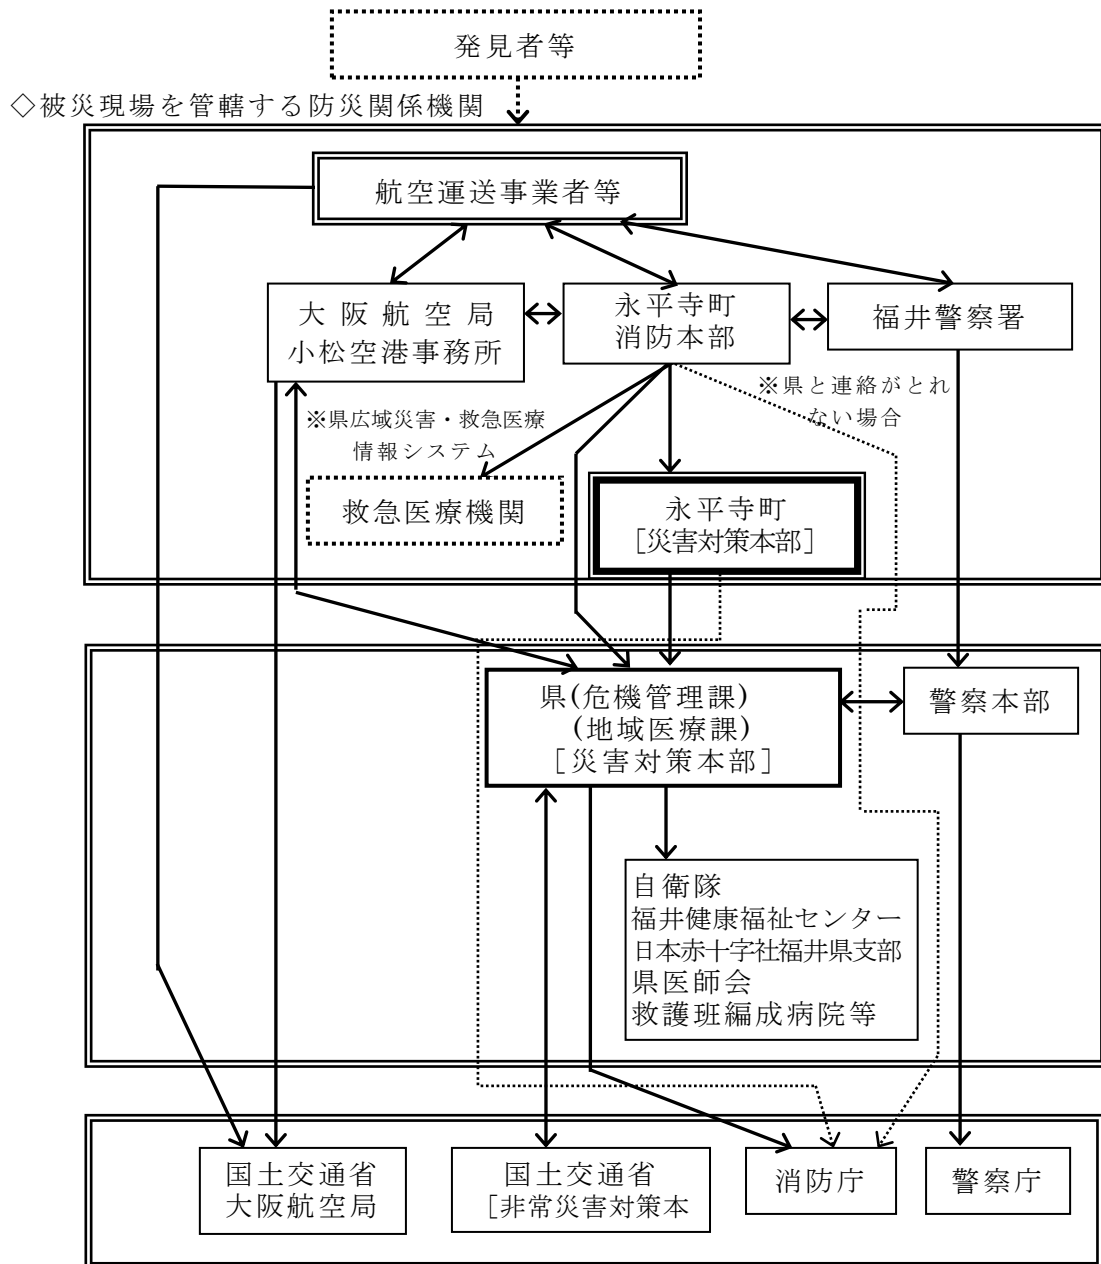 発見者等
◇被災現場を管轄する防災関係機関
航空運送事業者等
大阪航空局
小松空港事務所
永平寺町
消防本部
福井警察署
※県と連絡がとれ
ない場合
※県広域災害・救急医療
情報システム
救急医療機関
永平寺町
［災害対策本部］
県(危機管理課)
(地域医療課)
［災害対策本部］
警察本部
自衛隊
福井健康福祉センター
日本赤十字社福井県支部
県医師会
救護班編成病院等
国土交通省
大阪航空局
国土交通省
［非常災害対策本
消防庁
警察庁